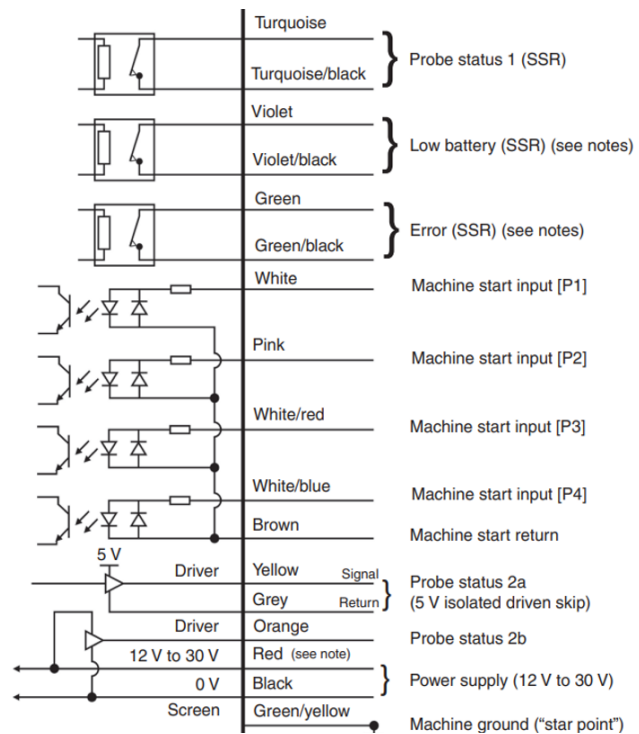 Turquoise
Probe status 1 (SSR)
Turquoise/black
Violet
Low battery (SSR) (see notes)
Violet/black
Green
Error (SSR) (see notes)
Green/black
White
Machine start input [P1]
Pink
Machine start input [P2]
White/red
Machine start input [P3]
White/blue
Machine start input [P4]
Brown
Machine start return
5 V
Driver Yellow Signal
Probe status 2a
(5 V isolated driven skip)
Grey Return
Driver Orange
Probe status 2b
12 V to 30 V Red (see note)
Power supply (12 V to 30 V)
0 V Black
Screen Green/yellow
Machine ground (“star point”)